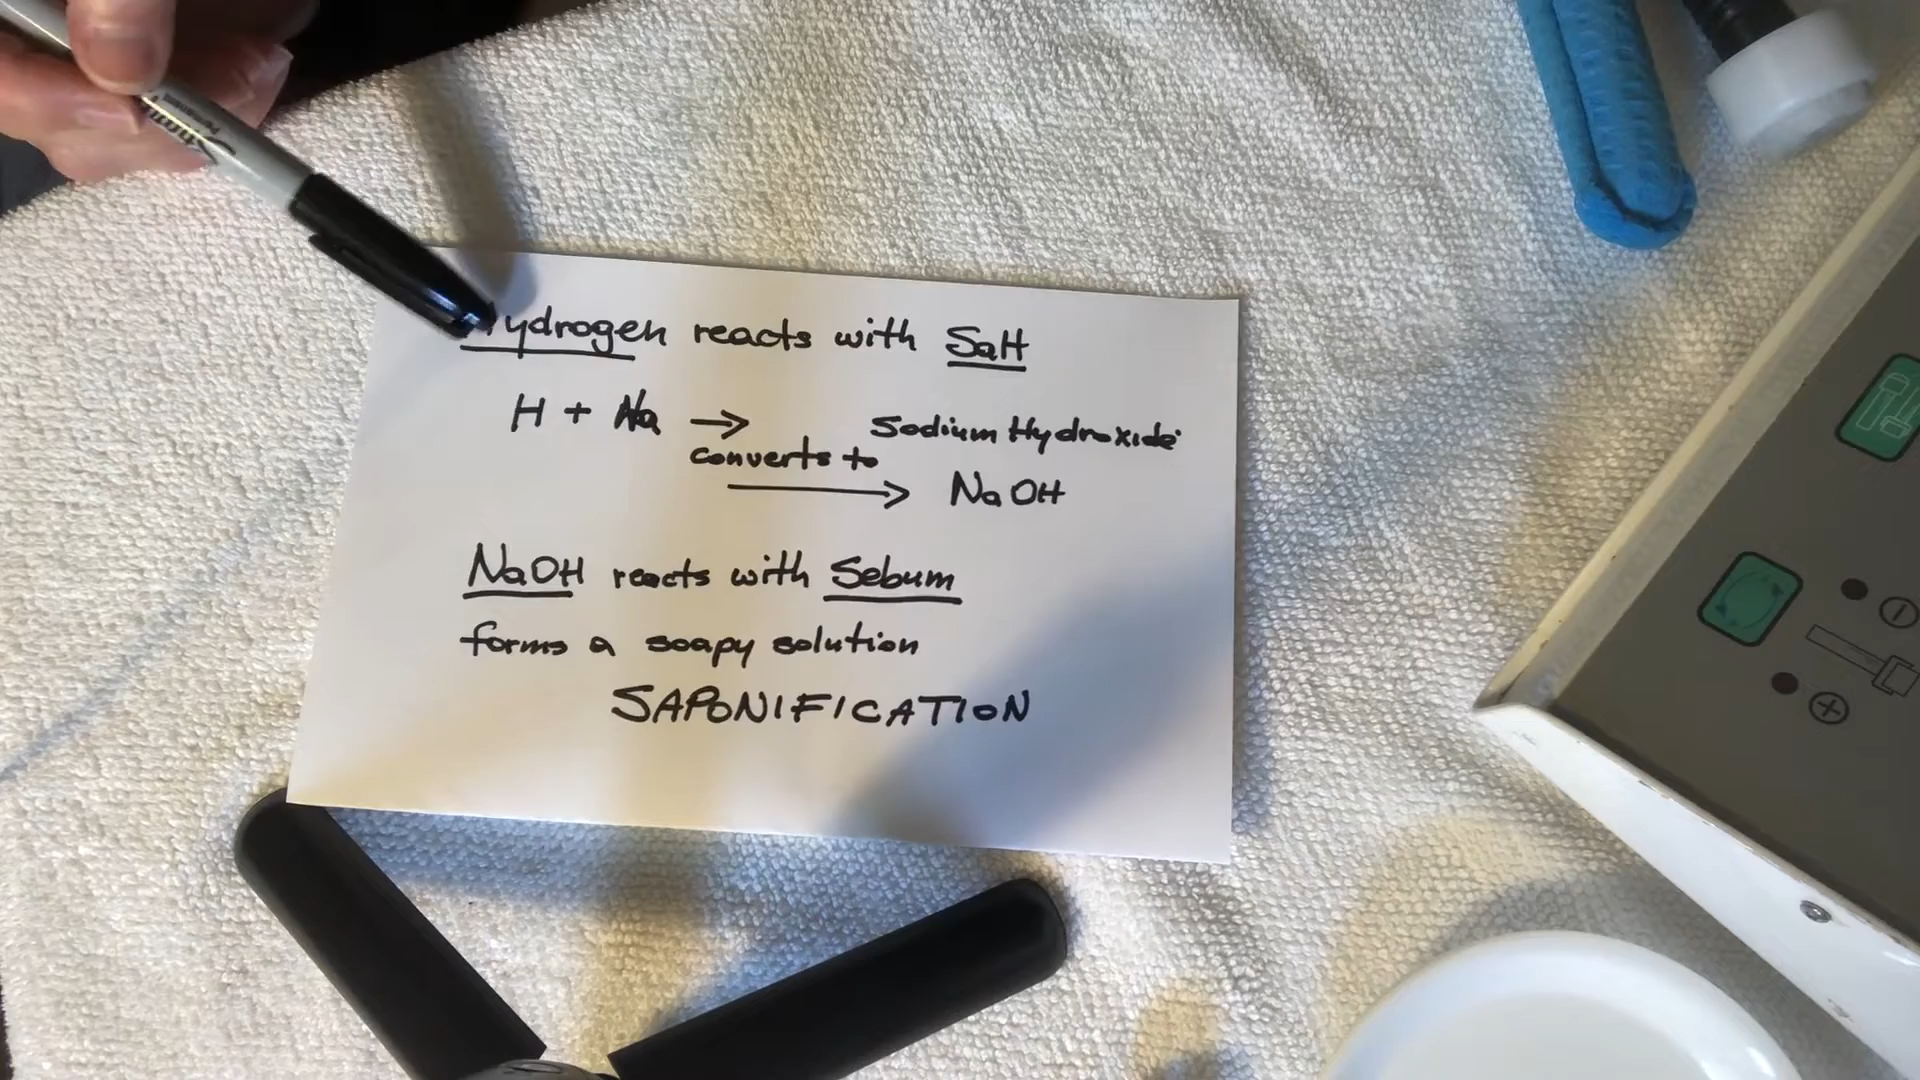 Hydrogen reacts with Salt
H + Na → Sodium Hydroxide
converts to
→ NaOH
NaOH reacts with Sebum
forms a soapy solution
SAPONIFICATION